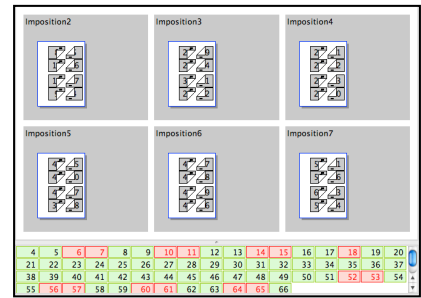 Imposition2 Imposition3 Imposition4
Imposition5 Imposition6 Imposition7
4 5 6 7 8 9 10 11 12 13 14 15 16 17 18 19 20
21 22 23 24 25 26 27 28 29 30 31 32 33 34 35 36 37
38 39 40 41 42 43 44 45 46 47 48 49 50 51 52 53 54
55 56 57 58 59 60 61 62 63 64 65 66